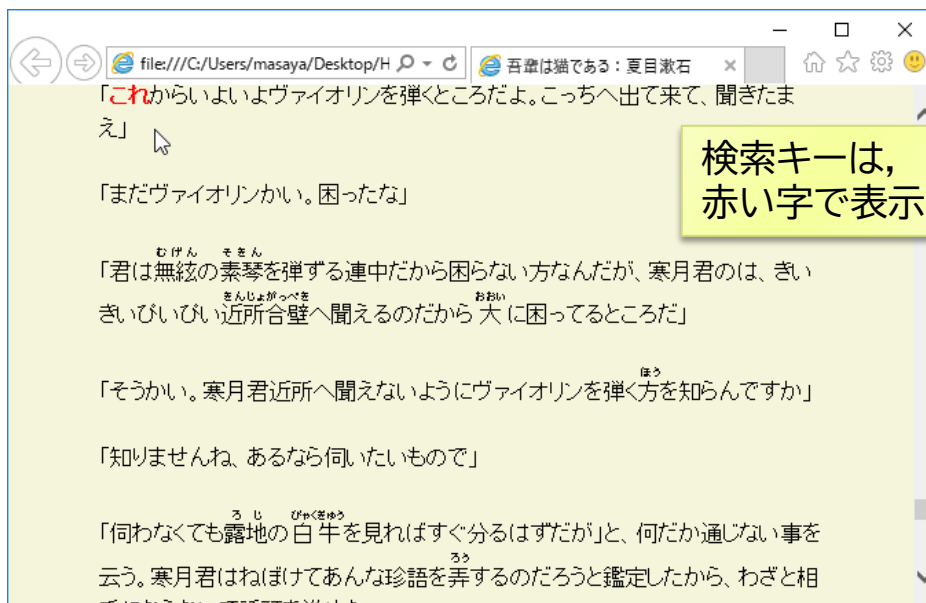 file:///C:/Users/masaya/Desktop/H
吾輩は猫である：夏目漱石
「これからいよいよヴァイオリンを弾くところだよ。こっちへ出て来て、聞きたま
え」
検索キーは，
赤い字で表示
「まだヴァイオリンかい。困ったな」
むげん そきん
「君は無絃の素琴を弾ずる連中だから困らない方なんだが、寒月君のは、きい
きんじょがっぺき おおい
きいびいびい近所合壁へ聞えるのだから大に困ってるところだ」
ほう
「そうかい。寒月君近所へ聞えないようにヴァイオリンを弾く方を知らんですか」
「知りませんね、あるなら伺いたいもので」
ろじ びゃくぎゅう
「伺わなくても露地の白牛を見ればすぐ分るはずだが」と、何だか通じない事を
ろう
云う。寒月君はねぼけてあんな珍語を弄するのだろうと鑑定したから、わざと相